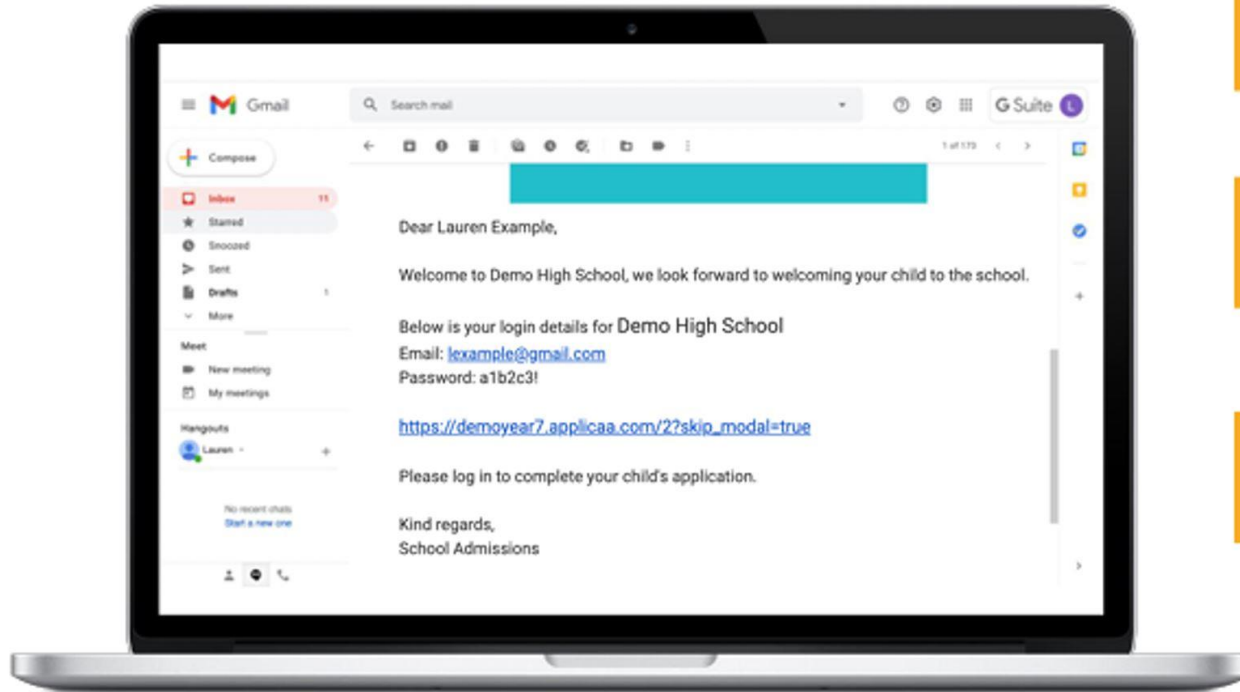 Gmail
Search mail
G Suite
L
Compose
1 of 173
Inbox 11
Starred
Snoozed
Sent
Drafts 1
More
Meet
New meeting
My meetings
Hangouts
Lauren
No recent chats
Start a new one
Dear Lauren Example,
Welcome to Demo High School, we look forward to welcoming your child to the school.
Below is your login details for Demo High School
Email: lexample@gmail.com
Password: a1b2c3!
https://demoyear7.applicaa.com/2?skip_modal=true
Please log in to complete your child's application.
Kind regards,
School Admissions